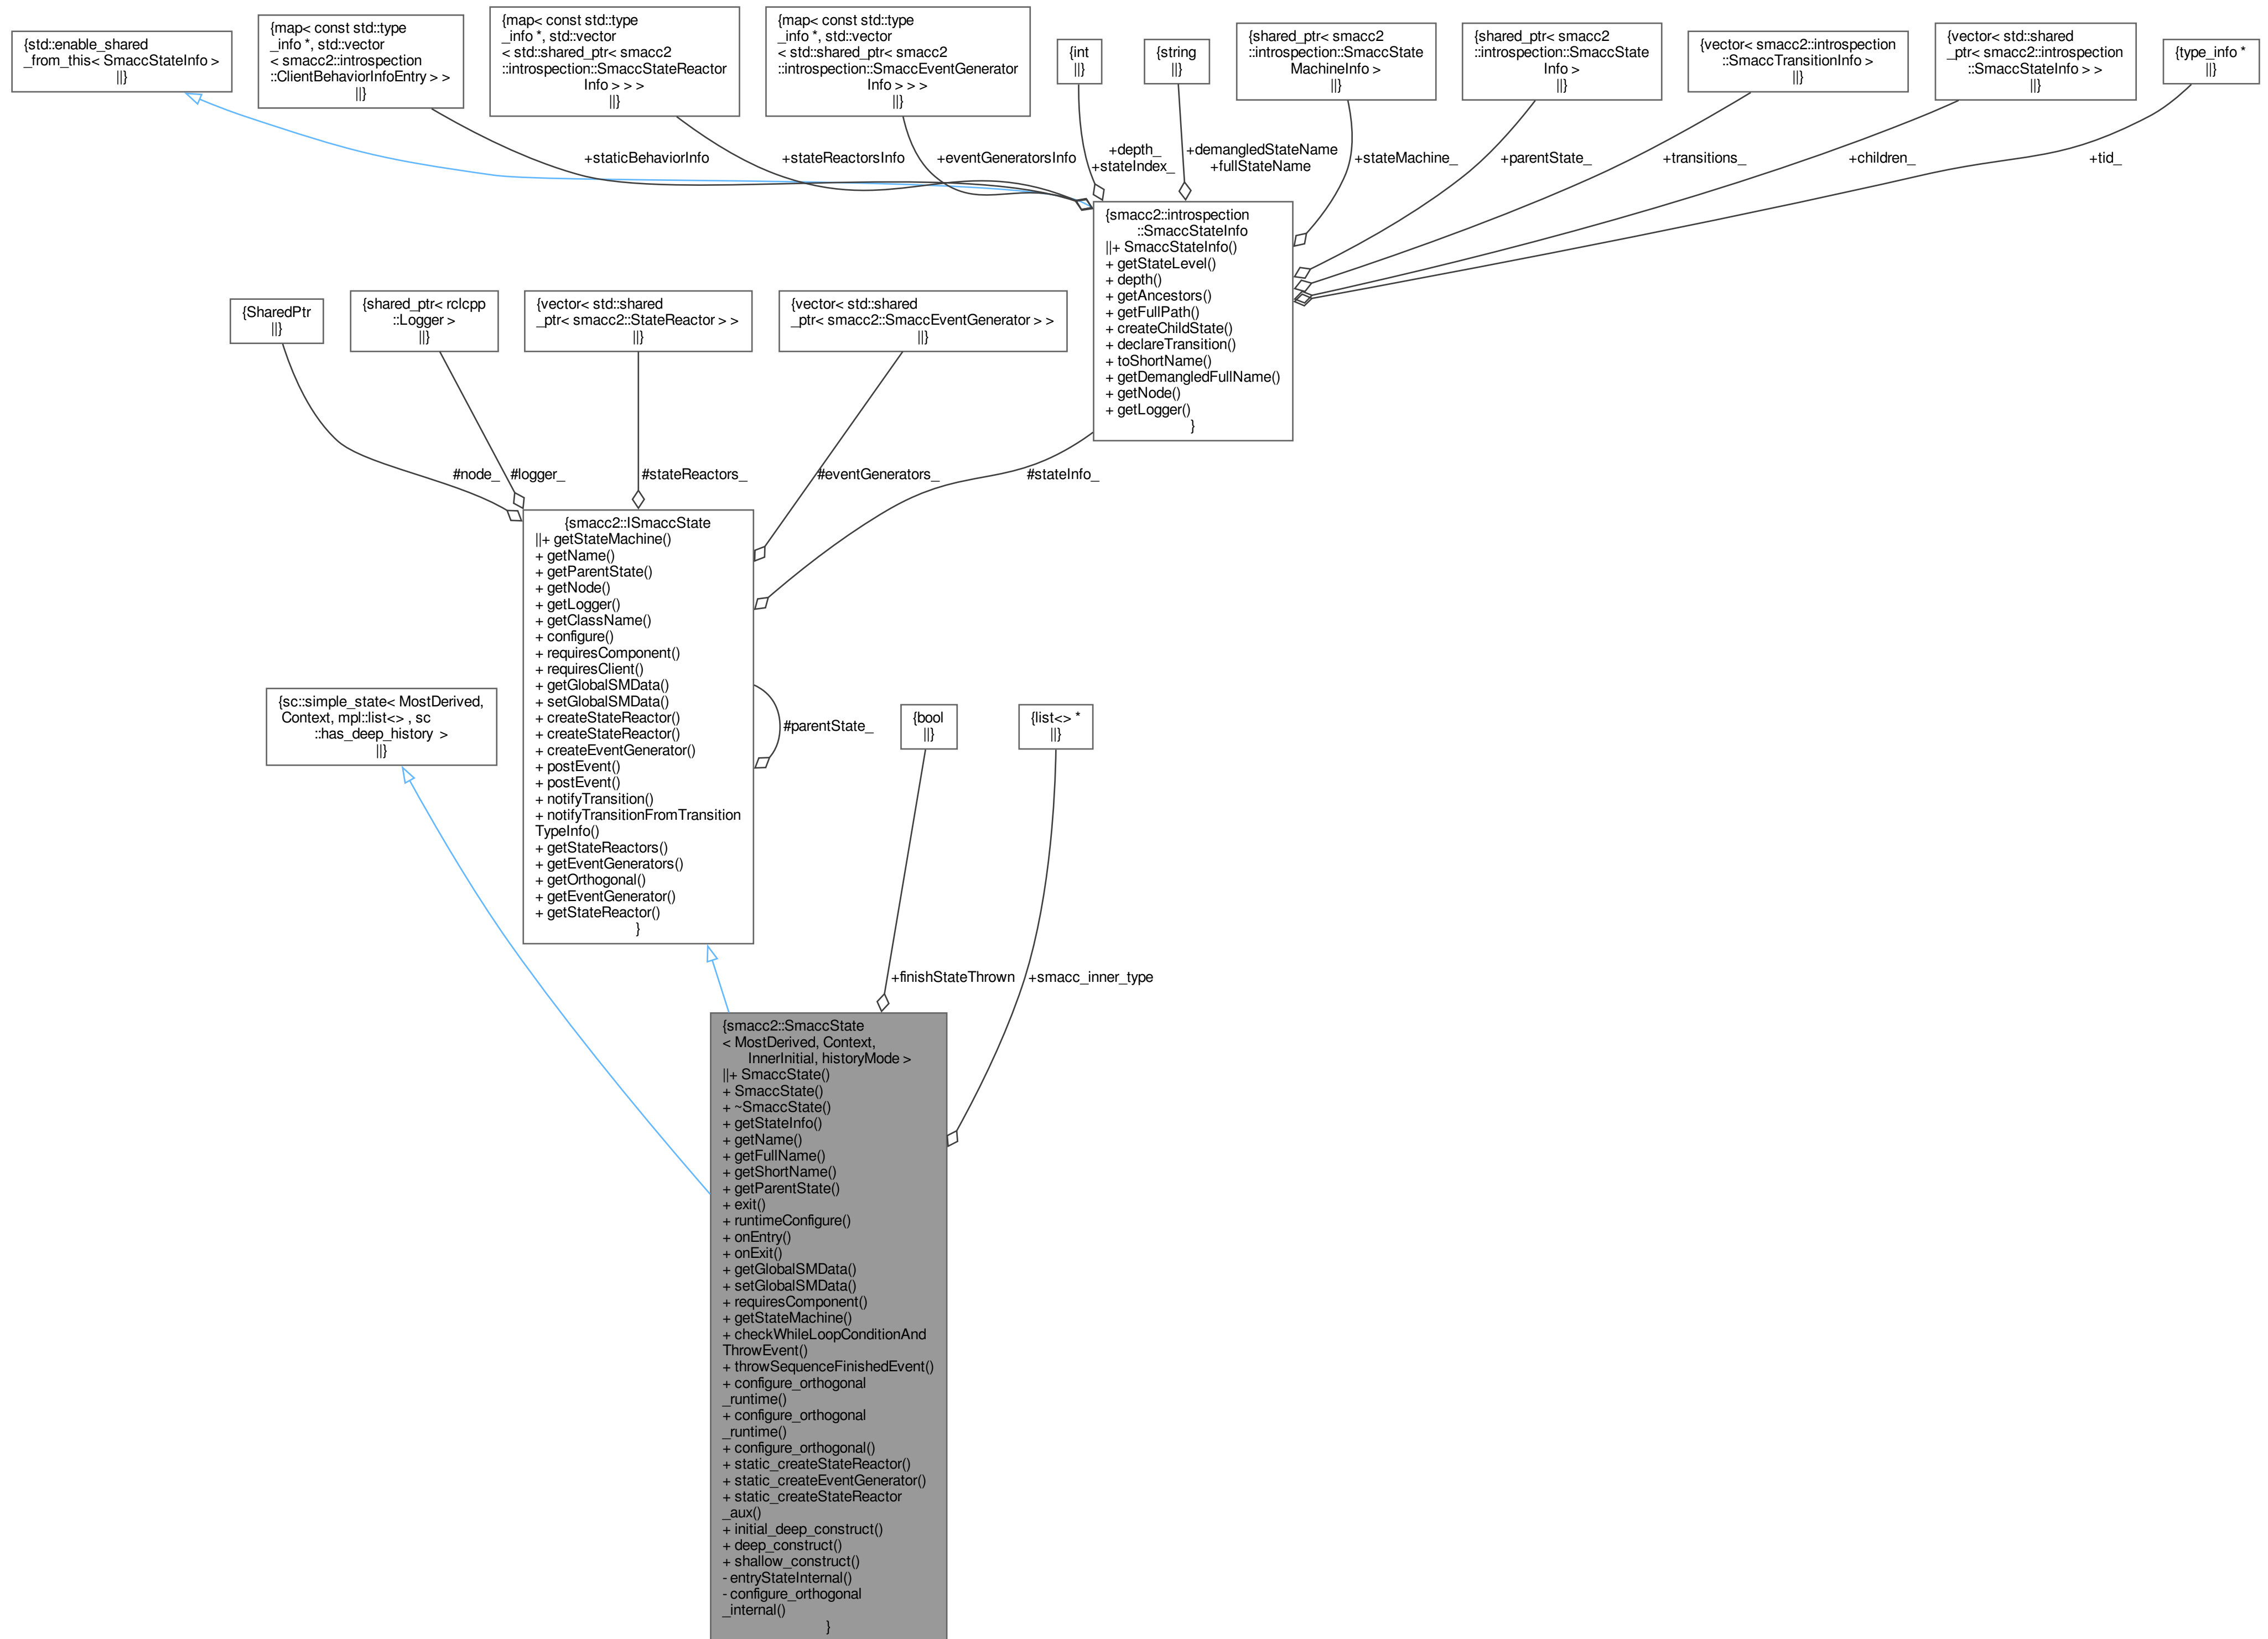 {std::enable_shared
_from_this< SmaccStateInfo >
||}
{map< const std::type
_info *, std::vector
< smacc2::introspection
::ClientBehaviorInfoEntry > >
||}
{map< const std::type
_info *, std::vector
< std::shared_ptr< smacc2
::introspection::SmaccStateReactor
Info > > >
||}
{map< const std::type
_info *, std::vector
< std::shared_ptr< smacc2
::introspection::SmaccEventGenerator
Info > > >
||}
{int
||}
{string
||}
{shared_ptr< smacc2
::introspection::SmaccState
MachineInfo >
||}
{shared_ptr< smacc2
::introspection::SmaccState
Info >
||}
{vector< smacc2::introspection
::SmaccTransitionInfo >
||}
{vector< std::shared
_ptr< smacc2::introspection
::SmaccStateInfo > >
||}
{type_info *
||}
+staticBehaviorInfo
+stateReactorsInfo
+eventGeneratorsInfo
+depth_
+stateIndex_
+demangledStateName
+fullStateName
+stateMachine_
+parentState_
+transitions_
+children_
+tid_
{smacc2::introspection
::SmaccStateInfo
||+ SmaccStateInfo()
+ getStateLevel()
+ depth()
+ getAncestors()
+ getFullPath()
+ createChildState()
+ declareTransition()
+ toShortName()
+ getDemangledFullName()
+ getNode()
+ getLogger()
}
{SharedPtr
||}
{shared_ptr< rclcpp
::Logger >
||}
{vector< std::shared
_ptr< smacc2::StateReactor > >
||}
{vector< std::shared
_ptr< smacc2::SmaccEventGenerator > >
||}
#node_
#logger_
#stateReactors_
#eventGenerators_
#stateInfo_
{smacc2::ISmaccState
||+ getStateMachine()
+ getName()
+ getParentState()
+ getNode()
+ getLogger()
+ getClassName()
+ configure()
+ requiresComponent()
+ requiresClient()
+ getGlobalSMData()
+ setGlobalSMData()
+ createStateReactor()
+ createStateReactor()
+ createEventGenerator()
+ postEvent()
+ postEvent()
+ notifyTransition()
+ notifyTransitionFromTransition
TypeInfo()
+ getStateReactors()
+ getEventGenerators()
+ getOrthogonal()
+ getEventGenerator()
+ getStateReactor()
}
#parentState_
{sc::simple_state< MostDerived,
Context, mpl::list<> , sc
::has_deep_history >
||}
{bool
||}
{list<> *
||}
+finishStateThrown
+smacc_inner_type
{smacc2::SmaccState
< MostDerived, Context,
InnerInitial, historyMode >
||+ SmaccState()
+ SmaccState()
+ ~SmaccState()
+ getStateInfo()
+ getName()
+ getFullName()
+ getShortName()
+ getParentState()
+ exit()
+ runtimeConfigure()
+ onEntry()
+ onExit()
+ getGlobalSMData()
+ setGlobalSMData()
+ requiresComponent()
+ getStateMachine()
+ checkWhileLoopConditionAnd
ThrowEvent()
+ throwSequenceFinishedEvent()
+ configure_orthogonal
_runtime()
+ configure_orthogonal
_runtime()
+ configure_orthogonal()
+ static_createStateReactor()
+ static_createEventGenerator()
+ static_createStateReactor
_aux()
+ initial_deep_construct()
+ deep_construct()
+ shallow_construct()
- entryStateInternal()
- configure_orthogonal
_internal()
}